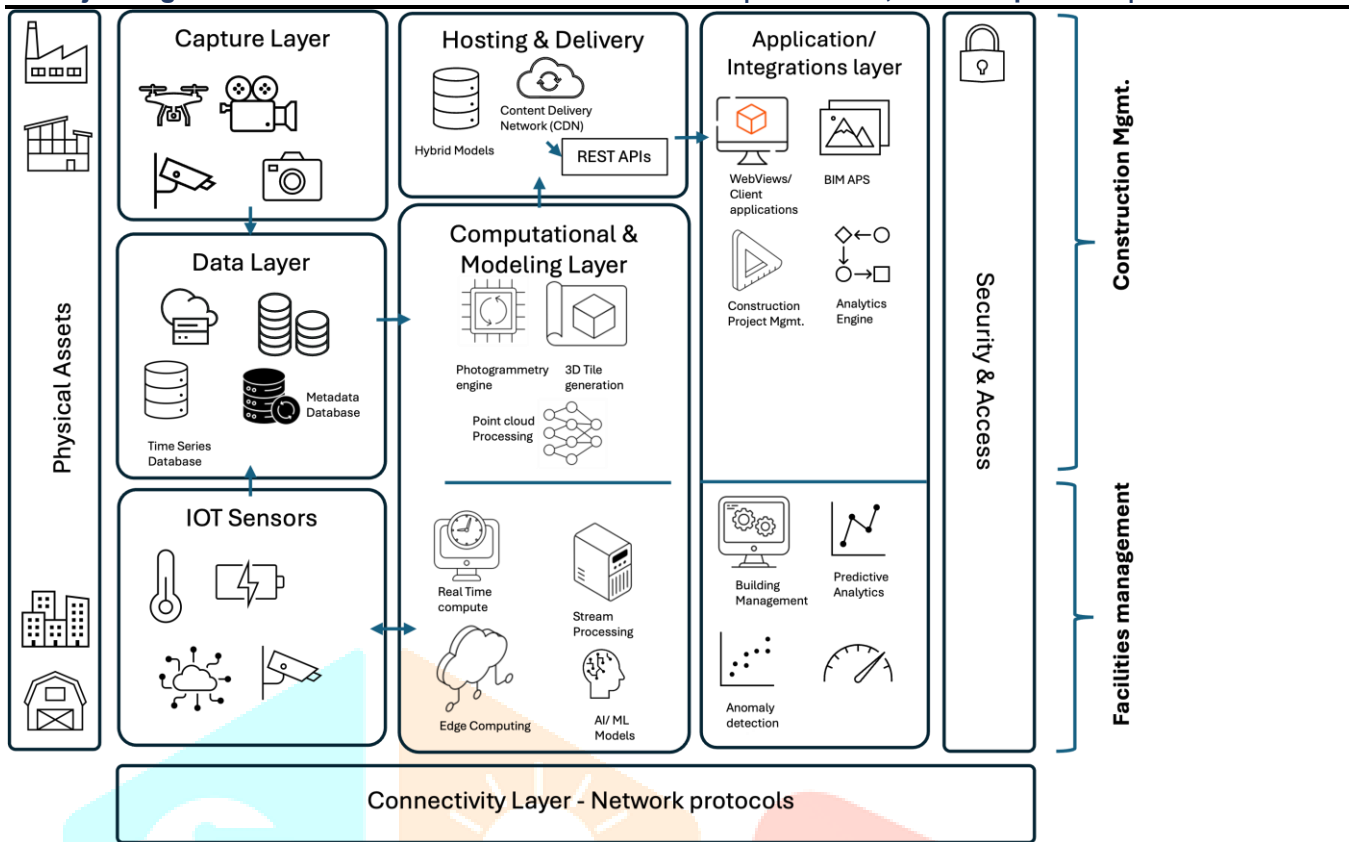 Capture Layer
Hosting & Delivery
Content Delivery
Network (CDN)
Hybrid Models
REST APIs
Application/
Integrations layer
WebViews/
Client
applications
BIM APS
Construction
Project Mgmt.
Analytics
Engine
Physical Assets
Data Layer
Metadata
Database
Time Series
Database
Computational &
Modeling Layer
Photogrammetry
engine
3D Tile
generation
Point cloud
Processing
Security & Access
Construction Mgmt.
IOT Sensors
Real Time
compute
Stream
Processing
Edge Computing
AI/ ML
Models
Building
Management
Predictive
Analytics
Anomaly
detection
Facilities management
Connectivity Layer - Network protocols